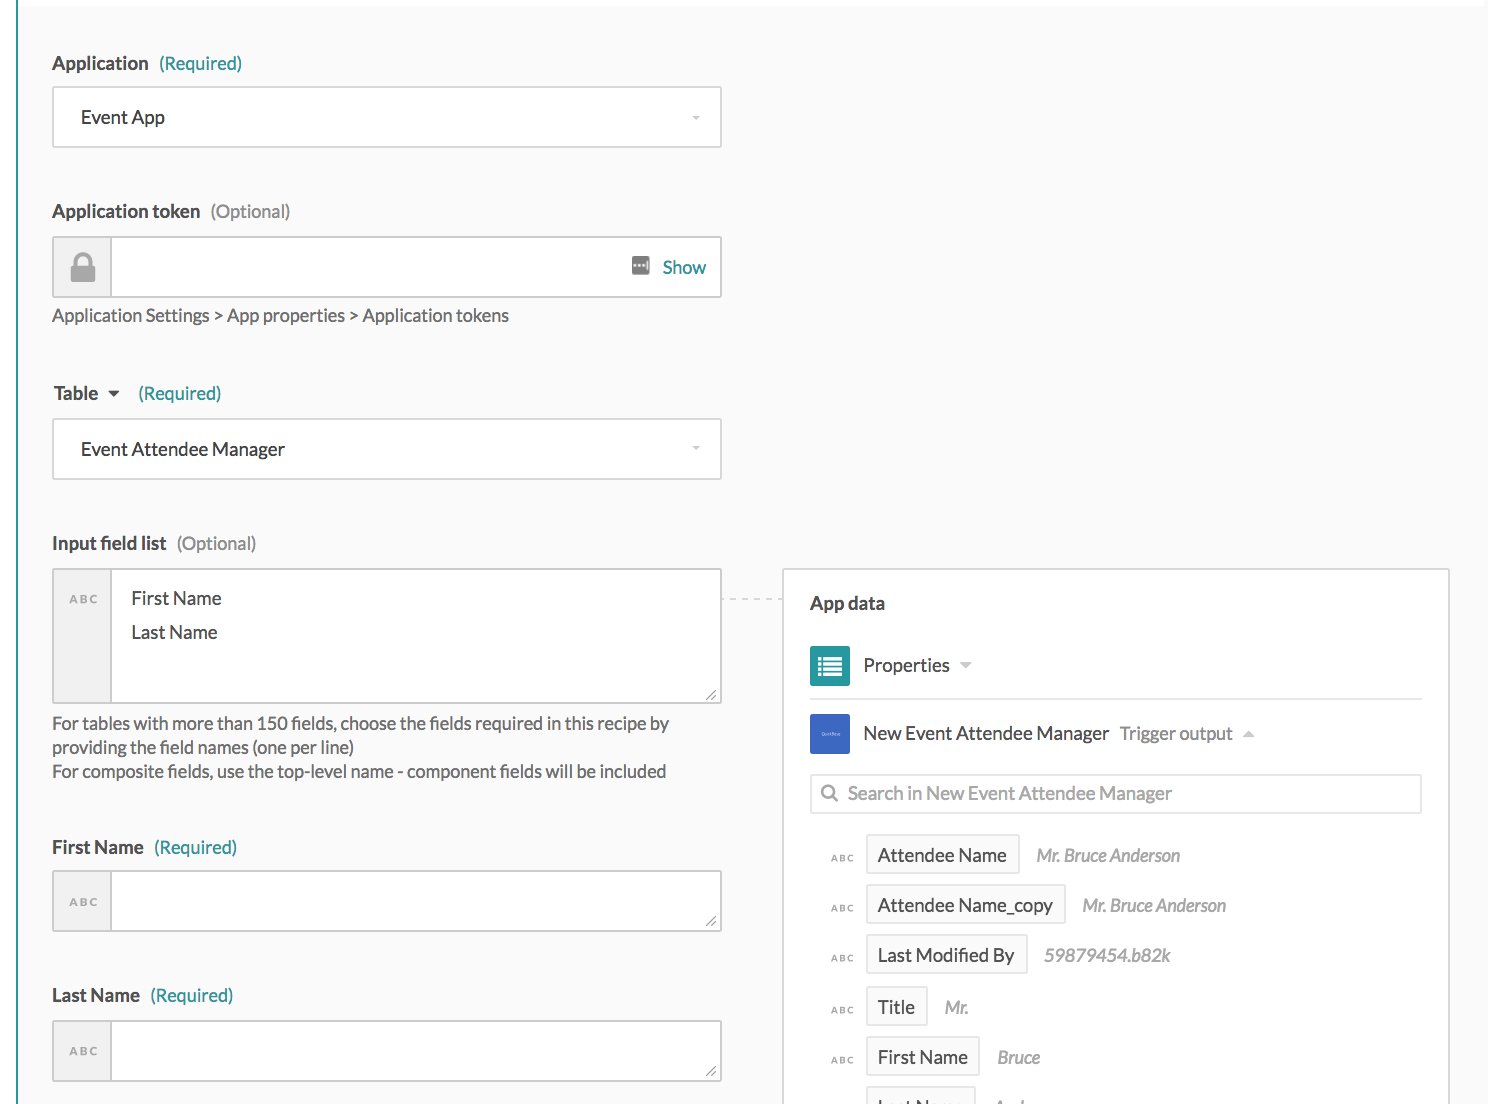 Application (Required)
Event App
Application token (Optional)
Show
Application Settings > App properties > Application tokens
Table (Required)
Event Attendee Manager
Input field list (Optional)
ABC
First Name
Last Name
For tables with more than 150 fields, choose the fields required in this recipe by
providing the field names (one per line)
For composite fields, use the top-level name - component fields will be included
First Name (Required)
ABC
Last Name (Required)
ABC
App data
Properties
New Event Attendee Manager Trigger output
Search in New Event Attendee Manager
ABC Attendee Name Mr. Bruce Anderson
ABC Attendee Name_copy Mr. Bruce Anderson
ABC Last Modified By 59879454.b82k
ABC Title Mr.
ABC First Name Bruce